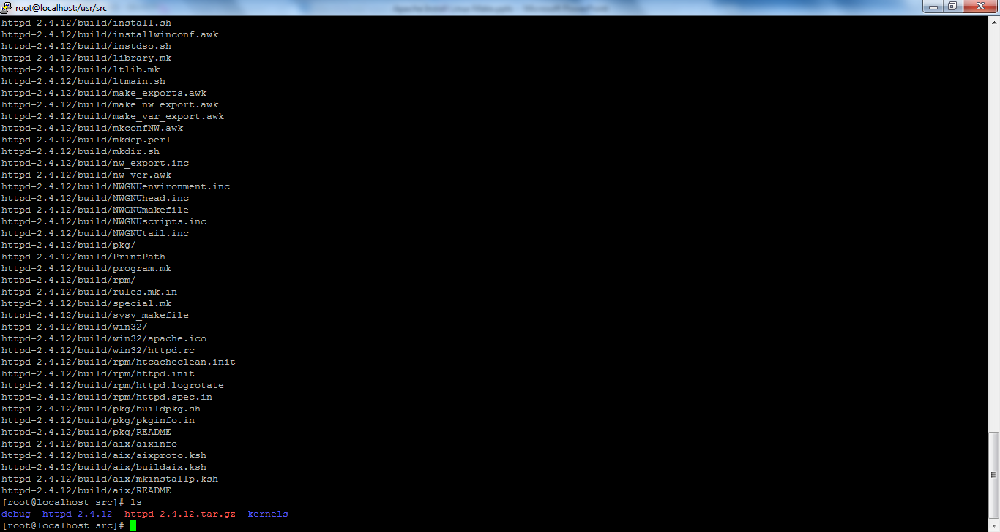 root@localhost:/usr/src
httpd-2.4.12/build/install.sh
httpd-2.4.12/build/installwinconf.awk
httpd-2.4.12/build/instdso.sh
httpd-2.4.12/build/library.mk
httpd-2.4.12/build/ltlib.mk
httpd-2.4.12/build/ltmain.sh
httpd-2.4.12/build/make_exports.awk
httpd-2.4.12/build/make_nw_export.awk
httpd-2.4.12/build/make_var_export.awk
httpd-2.4.12/build/mkconfNW.awk
httpd-2.4.12/build/mkdep.perl
httpd-2.4.12/build/mkdir.sh
httpd-2.4.12/build/nw_export.inc
httpd-2.4.12/build/nw_ver.awk
httpd-2.4.12/build/NWGNUenvironment.inc
httpd-2.4.12/build/NWGNUhead.inc
httpd-2.4.12/build/NWGNUmakefile
httpd-2.4.12/build/NWGNUscripts.inc
httpd-2.4.12/build/NWGNUtail.inc
httpd-2.4.12/build/pkg/
httpd-2.4.12/build/PrintPath
httpd-2.4.12/build/program.mk
httpd-2.4.12/build/rpm/
httpd-2.4.12/build/rules.mk.in
httpd-2.4.12/build/special.mk
httpd-2.4.12/build/sysv_makefile
httpd-2.4.12/build/win32/
httpd-2.4.12/build/win32/apache.ico
httpd-2.4.12/build/win32/httpd.rc
httpd-2.4.12/build/rpm/htcacheclean.init
httpd-2.4.12/build/rpm/httpd.init
httpd-2.4.12/build/rpm/httpd.logrotate
httpd-2.4.12/build/rpm/httpd.spec.in
httpd-2.4.12/build/pkg/buildpkg.sh
httpd-2.4.12/build/pkg/pkginfo.in
httpd-2.4.12/build/pkg/README
httpd-2.4.12/build/aix/aixinfo
httpd-2.4.12/build/aix/aixproto.ksh
httpd-2.4.12/build/aix/buildaix.ksh
httpd-2.4.12/build/aix/mkinstallp.ksh
httpd-2.4.12/build/aix/README
[root@localhost src]# ls
debug  httpd-2.4.12  httpd-2.4.12.tar.gz  kernels
[root@localhost src]#